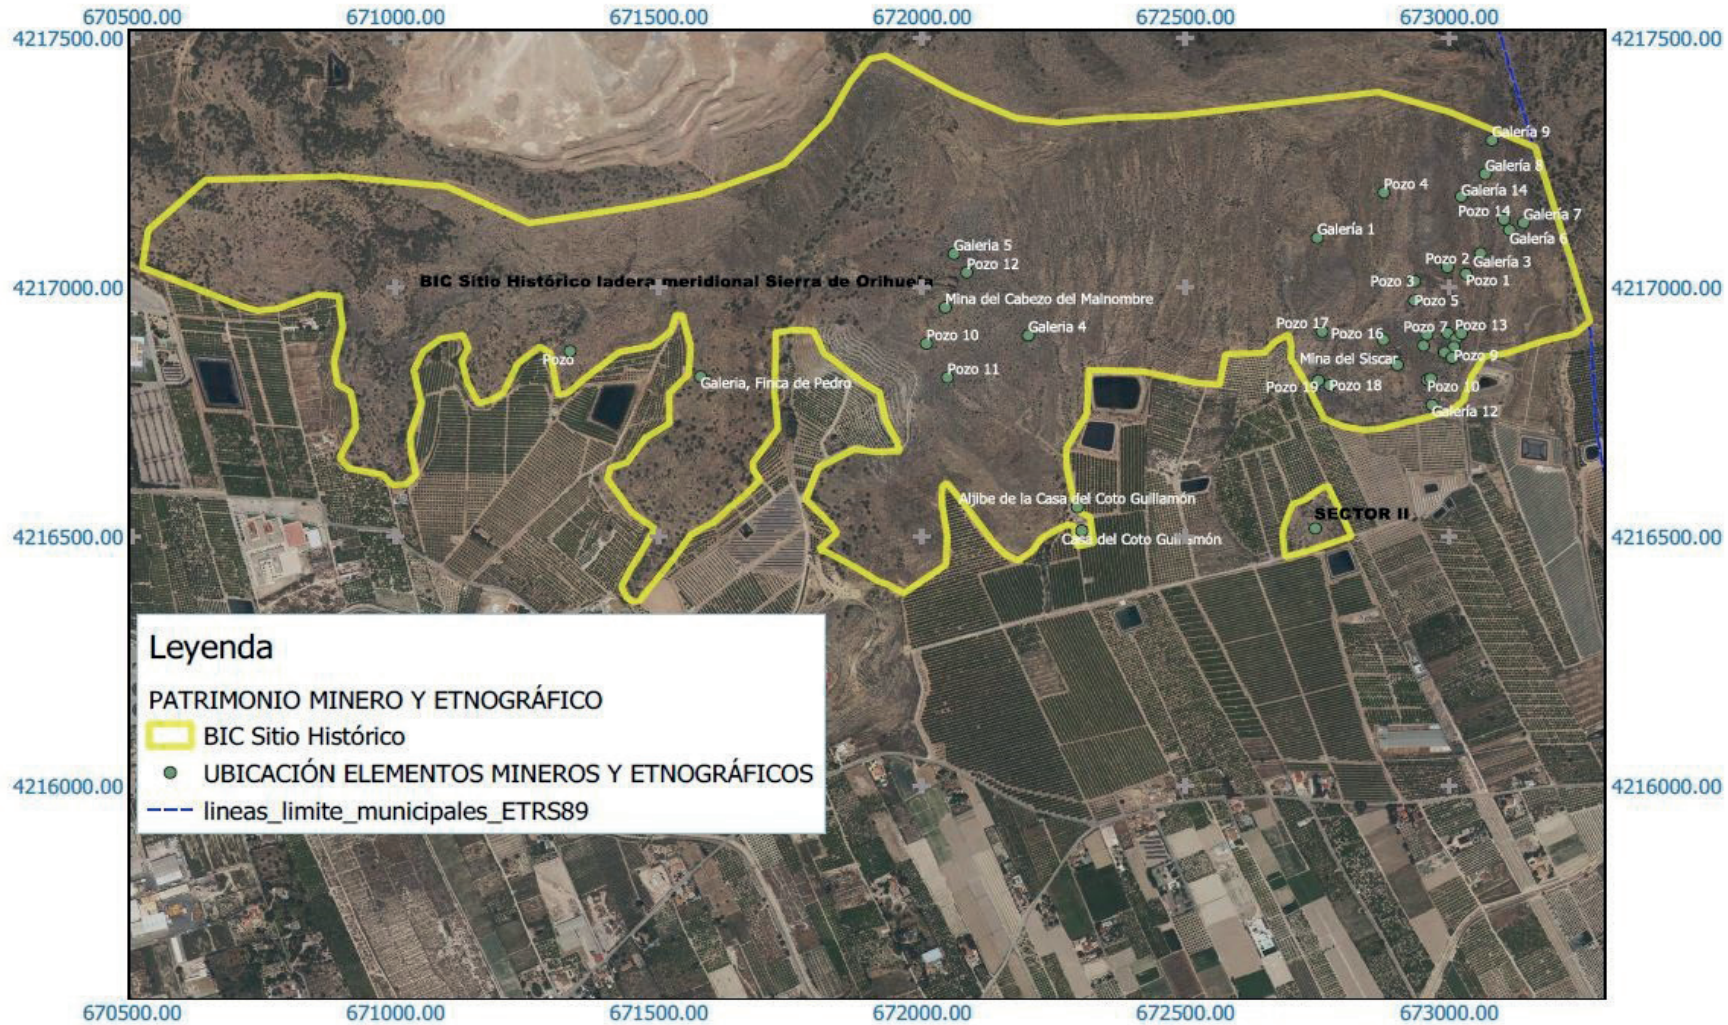 670500.00 671000.00 671500.00 672000.00 672500.00 673000.00
4217500.00 4217500.00
Galería 9
Galería 8
Pozo 4
Galería 14
Pozo 14
Galería 7
Galería 1
Galería 6
Galeria 5
Pozo 2
Galería 3
Pozo 12
Pozo 3
Pozo 1
BIC Sitio Histórico ladera meridional Sierra de Orihuela
4217000.00 4217000.00
Mina del Cabezo del Malnombre
Pozo 5
Pozo 17
Galeria 4
Pozo 10
Pozo 16
Pozo 7
Pozo 13
Pozo
Mina del Siscar
Pozo 9
Pozo 11
Galeria, Finca de Pedro
Pozo 19
Pozo 18
Pozo 10
Galería 12
Aljibe de la Casa del Coto Guillamón
SECTOR II
4216500.00 4216500.00
Casa del Coto Guillamón
Leyenda
PATRIMONIO MINERO Y ETNOGRÁFICO
BIC Sitio Histórico
UBICACIÓN ELEMENTOS MINEROS Y ETNOGRÁFICOS
4216000.00 4216000.00
lineas_limite_municipales_ETRS89
670500.00 671000.00 671500.00 672000.00 672500.00 673000.00